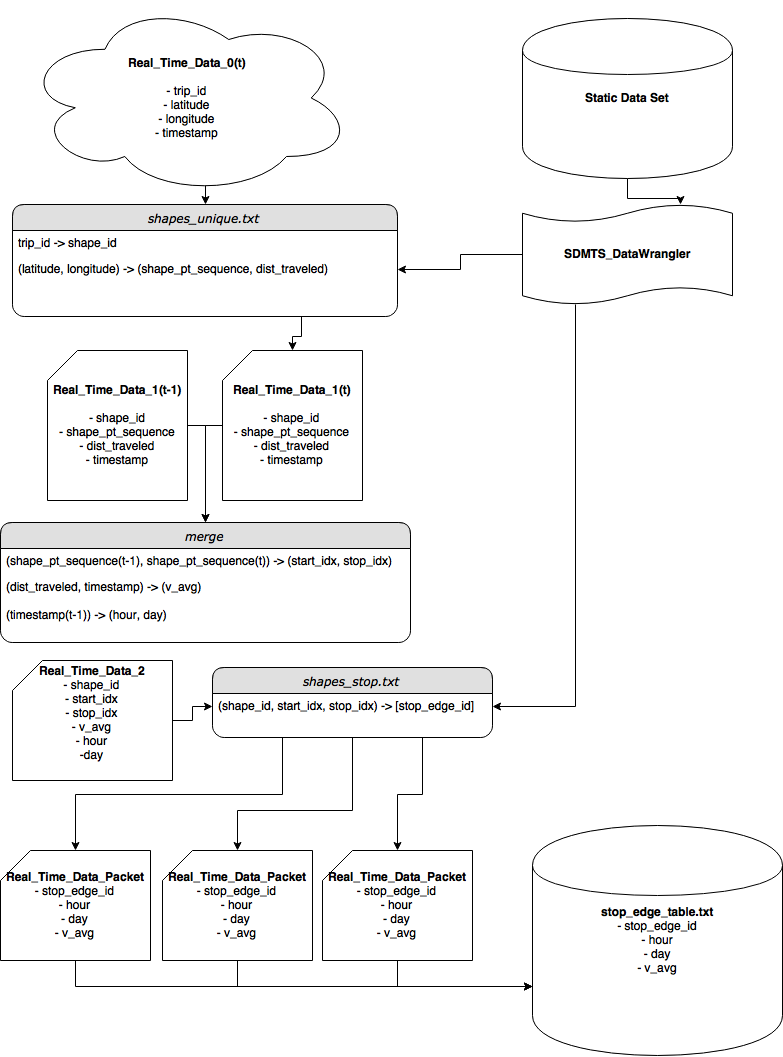 Real_Time_Data_0(t)
- trip_id
- latitude
- longitude
- timestamp
Static Data Set
shapes_unique.txt
trip_id -> shape_id
(latitude, longitude) -> (shape_pt_sequence, dist_traveled)
SDMTS_DataWrangler
Real_Time_Data_1(t-1)
- shape_id
- shape_pt_sequence
- dist_traveled
- timestamp
Real_Time_Data_1(t)
- shape_id
- shape_pt_sequence
- dist_traveled
- timestamp
merge
(shape_pt_sequence(t-1), shape_pt_sequence(t)) -> (start_idx, stop_idx)
(dist_traveled, timestamp) -> (v_avg)
(timestamp(t-1)) -> (hour, day)
Real_Time_Data_2
- shape_id
- start_idx
- stop_idx
- v_avg
- hour
-day
shapes_stop.txt
(shape_id, start_idx, stop_idx) -> [stop_edge_id]
Real_Time_Data_Packet
- stop_edge_id
- hour
- day
- v_avg
Real_Time_Data_Packet
- stop_edge_id
- hour
- day
- v_avg
Real_Time_Data_Packet
- stop_edge_id
- hour
- day
- v_avg
stop_edge_table.txt
- stop_edge_id
- hour
- day
- v_avg